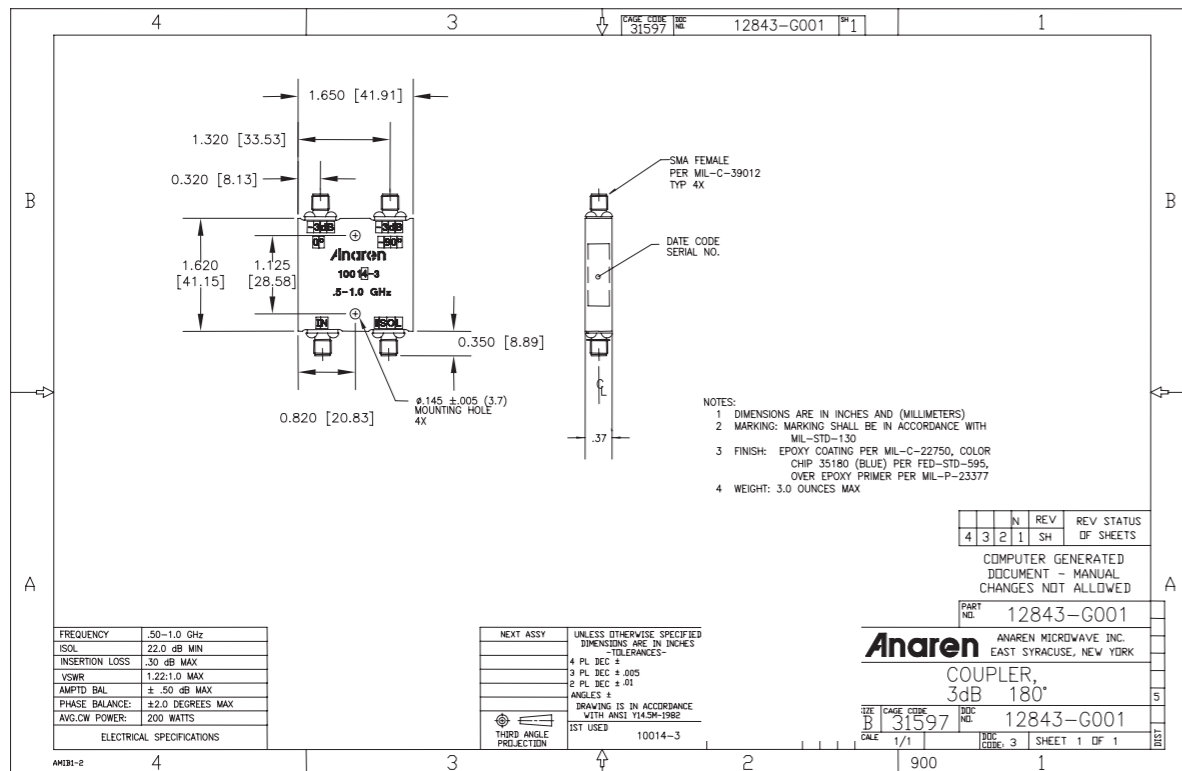 4 3 1
CAGE CODE 31597 DOC NO. 12843-G001 SH 1
1.650 [41.91]
1.320 [33.53]
0.320 [8.13]
SMA FEMALE
PER MIL-C-39012
TYP 4X
B B
-3dB -3dB
0° -90°
DATE CODE
SERIAL NO.
Anaren
10014-3
.5-1.0 GHz
1.620
[41.15]
1.125
[28.58]
IN ISOL
0.350 [8.89]
ø.145 ±.005 (3.7)
MOUNTING HOLE
4X
0.820 [20.83]
CL
.37
NOTES:
1 DIMENSIONS ARE IN INCHES AND (MILLIMETERS)
2 MARKING: MARKING SHALL BE IN ACCORDANCE WITH
MIL-STD-130
3 FINISH: EPOXY COATING PER MIL-C-22750, COLOR
CHIP 35180 (BLUE) PER FED-STD-595,
OVER EPOXY PRIMER PER MIL-P-23377
4 WEIGHT: 3.0 OUNCES MAX
N REV REV STATUS
4 3 2 1 SH OF SHEETS
COMPUTER GENERATED
DOCUMENT - MANUAL
CHANGES NOT ALLOWED
A A
PART NO. 12843-G001
Anaren
ANAREN MICROWAVE INC.
EAST SYRACUSE, NEW YORK
COUPLER,
3dB 180°
5
SIZE B CAGE CODE 31597 DOC NO. 12843-G001
SCALE 1/1 DOC CODE: 3 SHEET 1 OF 1
DIST
FREQUENCY .50-1.0 GHz
ISOL 22.0 dB MIN
INSERTION LOSS .30 dB MAX
VSWR 1.22:1.0 MAX
AMPTD BAL ± .50 dB MAX
PHASE BALANCE: ±2.0 DEGREES MAX
AVG.CW POWER: 200 WATTS
ELECTRICAL SPECIFICATIONS
NEXT ASSY
UNLESS OTHERWISE SPECIFIED
DIMENSIONS ARE IN INCHES
-TOLERANCES-
4 PL DEC ±
3 PL DEC ± .005
2 PL DEC ± .01
ANGLES ±
DRAWING IS IN ACCORDANCE
WITH ANSI Y14.5M-1982
THIRD ANGLE
PROJECTION
1ST USED
10014-3
AMIB1-2
4 3 2 900 1